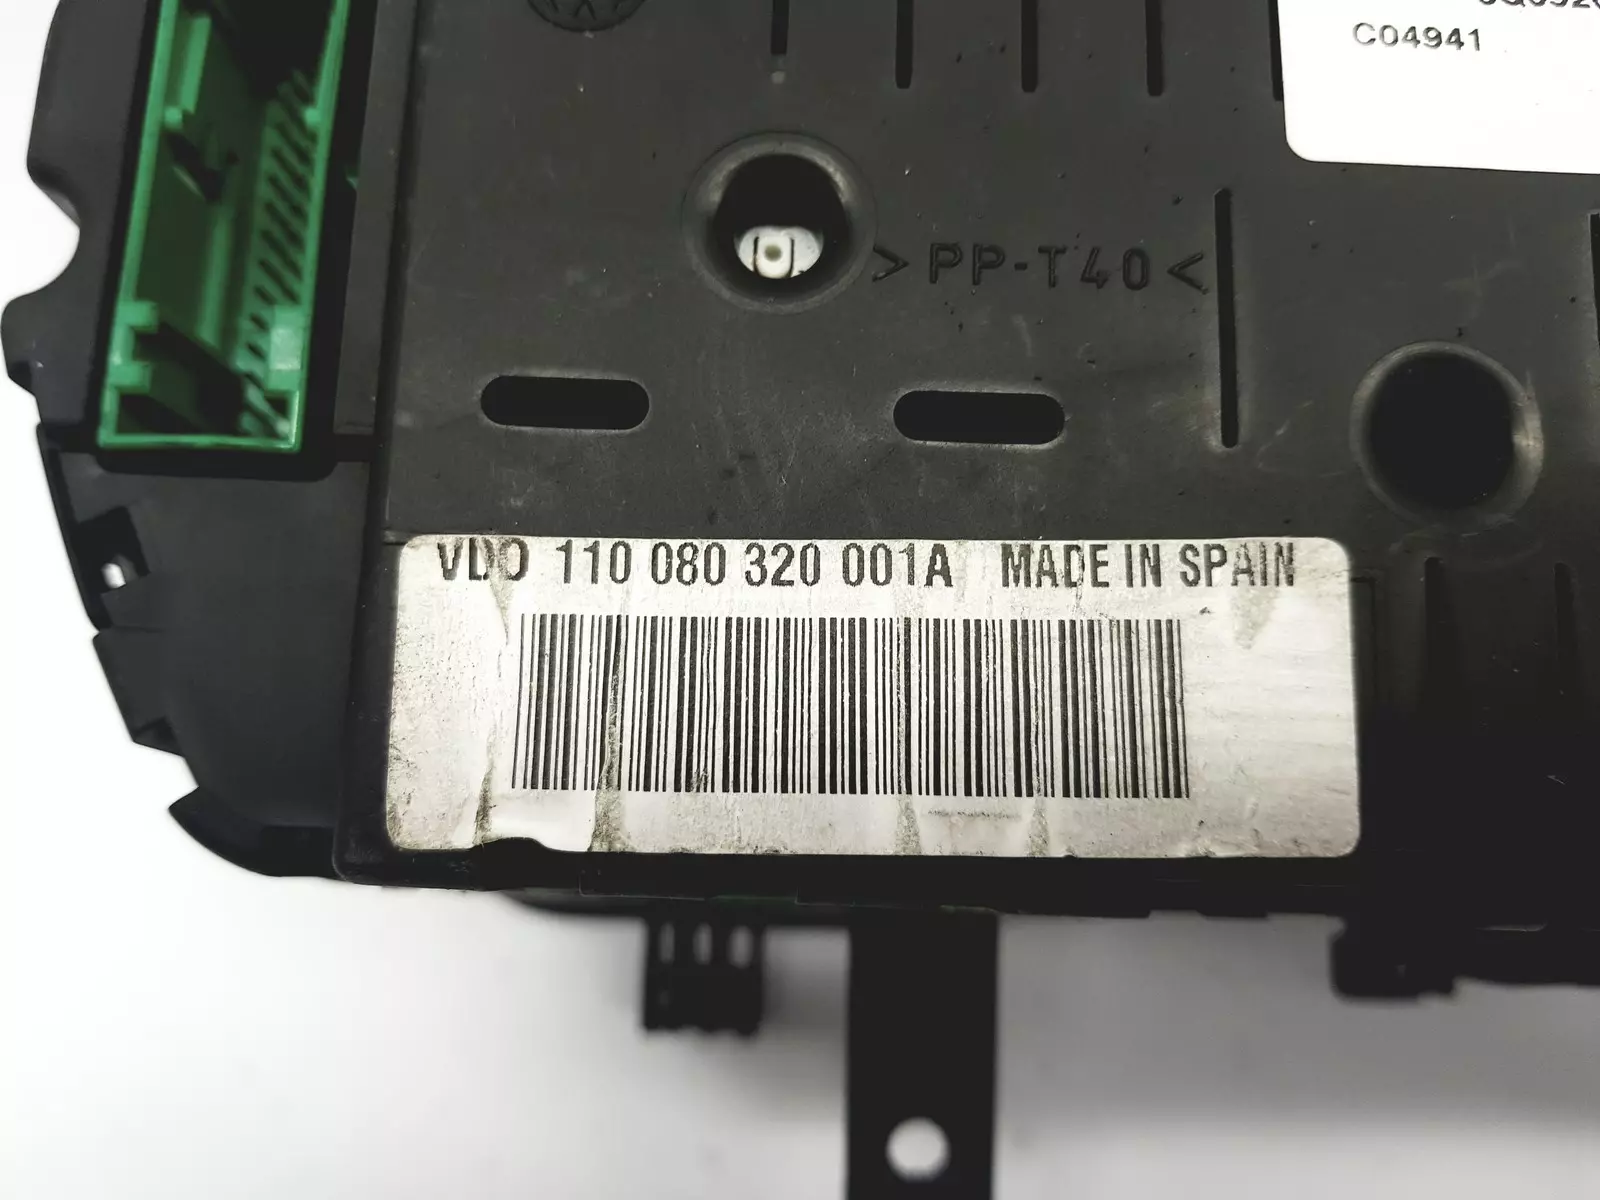 C04941
>PP-T40<
VDO 110 080 320 001A MADE IN SPAIN